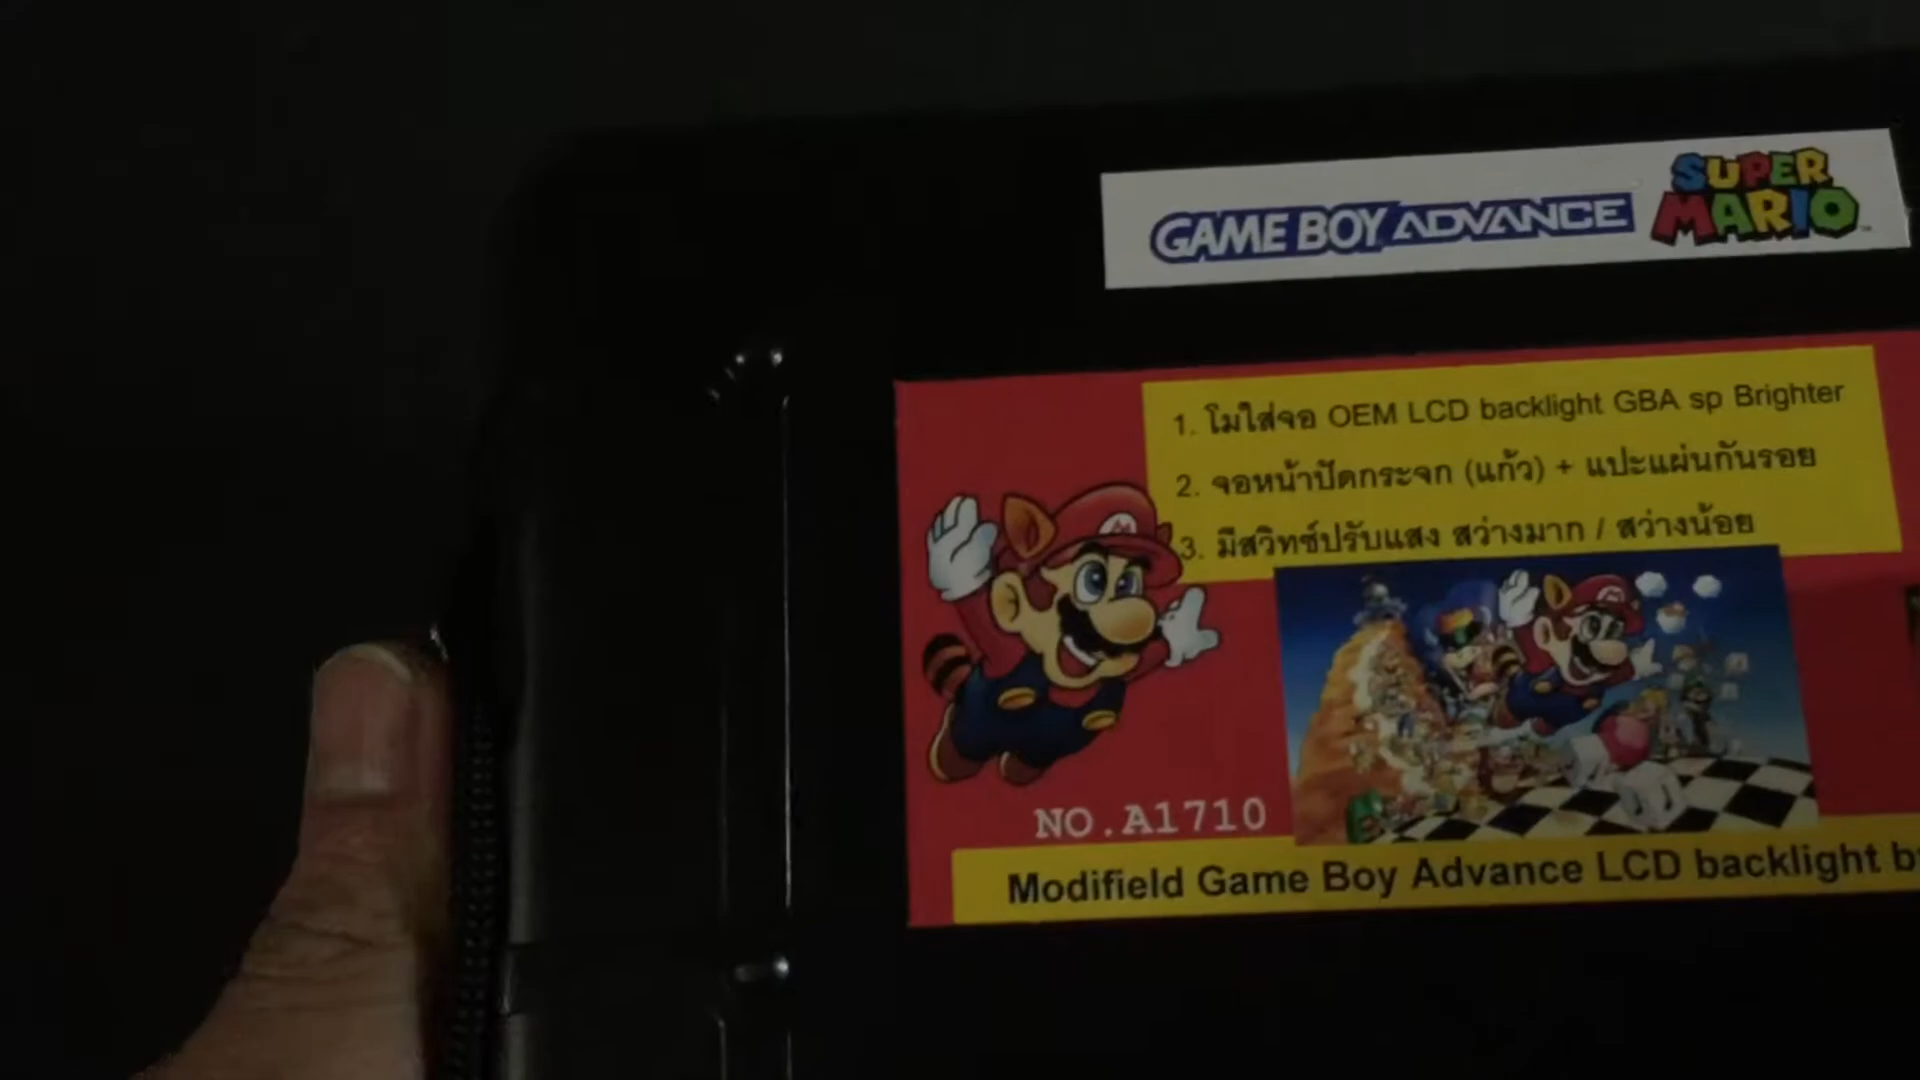 GAME BOY ADVANCE
SUPER
MARIO
1. โมใส่จอ OEM LCD backlight GBA sp Brighter
2. จอหน้าปัดกระจก (แก้ว) + แปะแผ่นกันรอย
3. มีสวิทซ์ปรับแสง สว่างมาก / สว่างน้อย
NO.A1710
Modifield Game Boy Advance LCD backlight